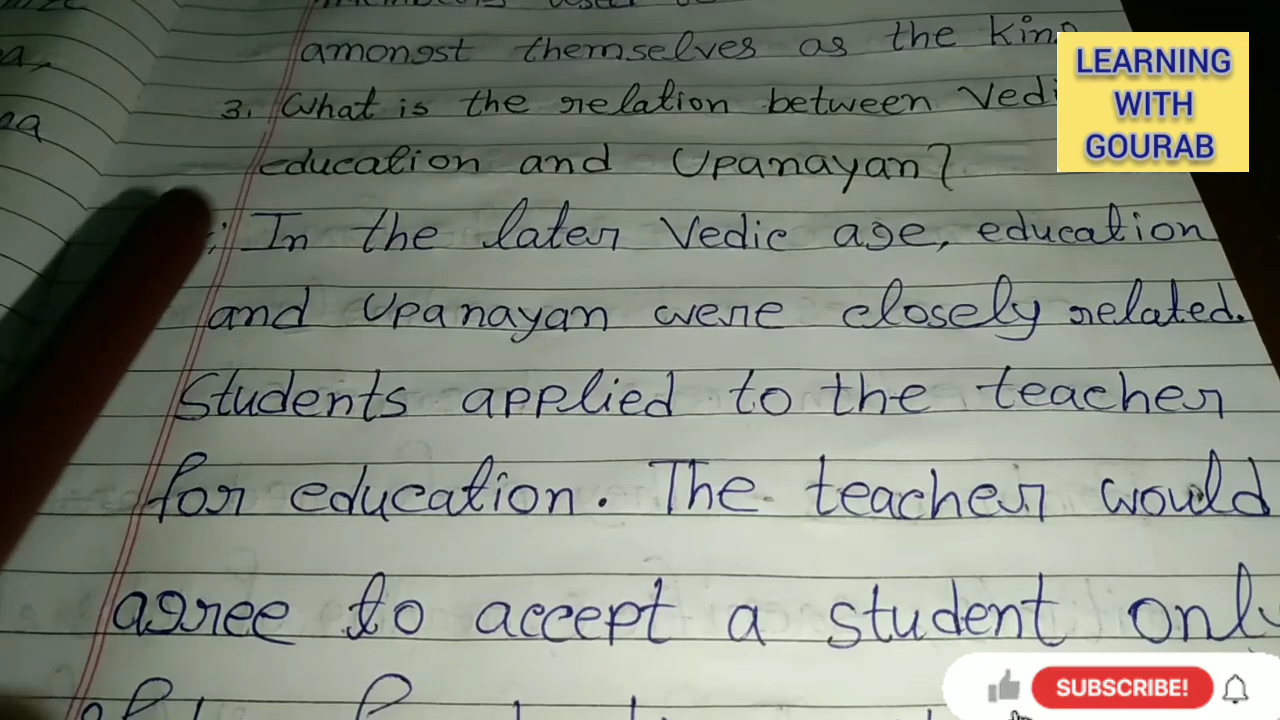 amongst themselves as the
3. What is the relation between
education and Upanayan?
In the later Vedic age, education
and Upanayan were closely related.
Students applied to the teacher
for education. The teacher would
agree to accept a student
LEARNING
WITH
GOURAB
SUBSCRIBE!